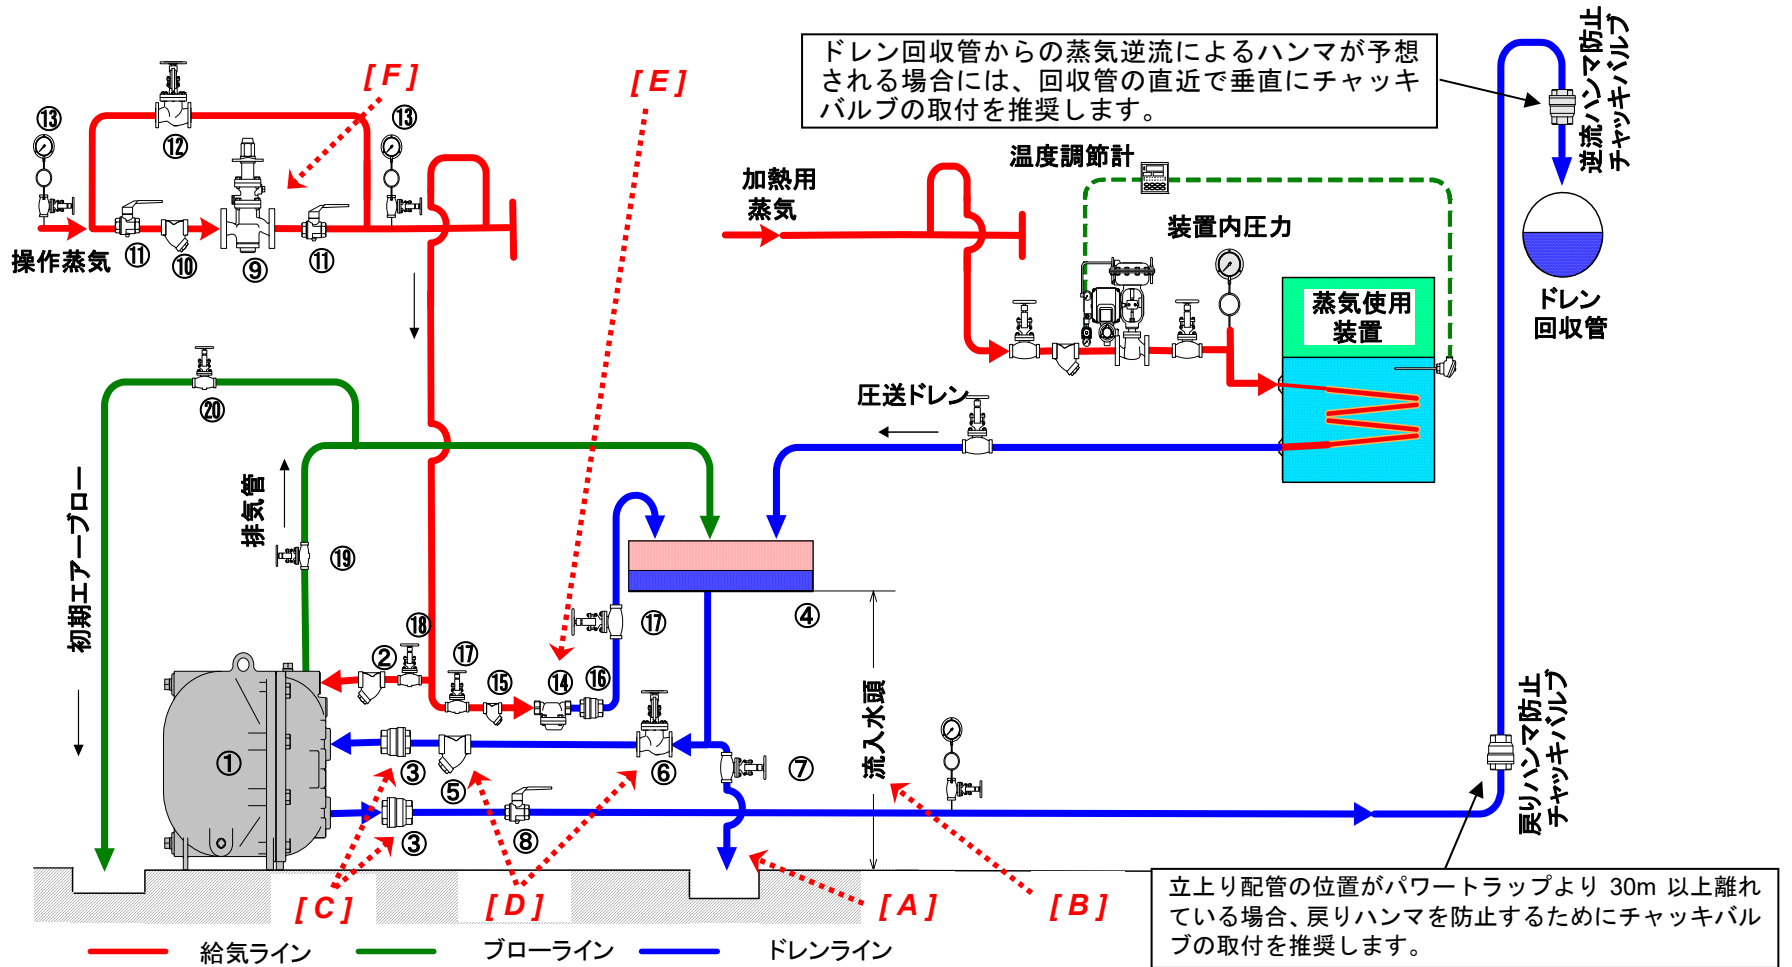 ドレン回収管からの蒸気逆流によるハンマが予想
される場合には、回収管の直近で垂直にチャッキ
バルブの取付を推奨します。
逆流ハンマ防止
チャッキバルブ
[ F ]
[ E ]
⑬
⑫
⑬
操作蒸気
⑪
⑩
⑨
⑪
加熱用
蒸気
温度調節計
装置内圧力
蒸気使用
装置
ドレン
回収管
圧送ドレン
⑳
初期エアーブロー
排気管
⑲
④
⑰
⑱
②
⑰
⑮
⑭
⑯
①
③
⑤
⑥
⑦
流入水頭
③
⑧
戻りハンマ防止
チャッキバルブ
[ C ]
[ D ]
[ A ]
[ B ]
立上り配管の位置がパワートラップより 30m 以上離れ
ている場合、戻りハンマを防止するためにチャッキバル
ブの取付を推奨します。
給気ライン
ブローライン
ドレンライン